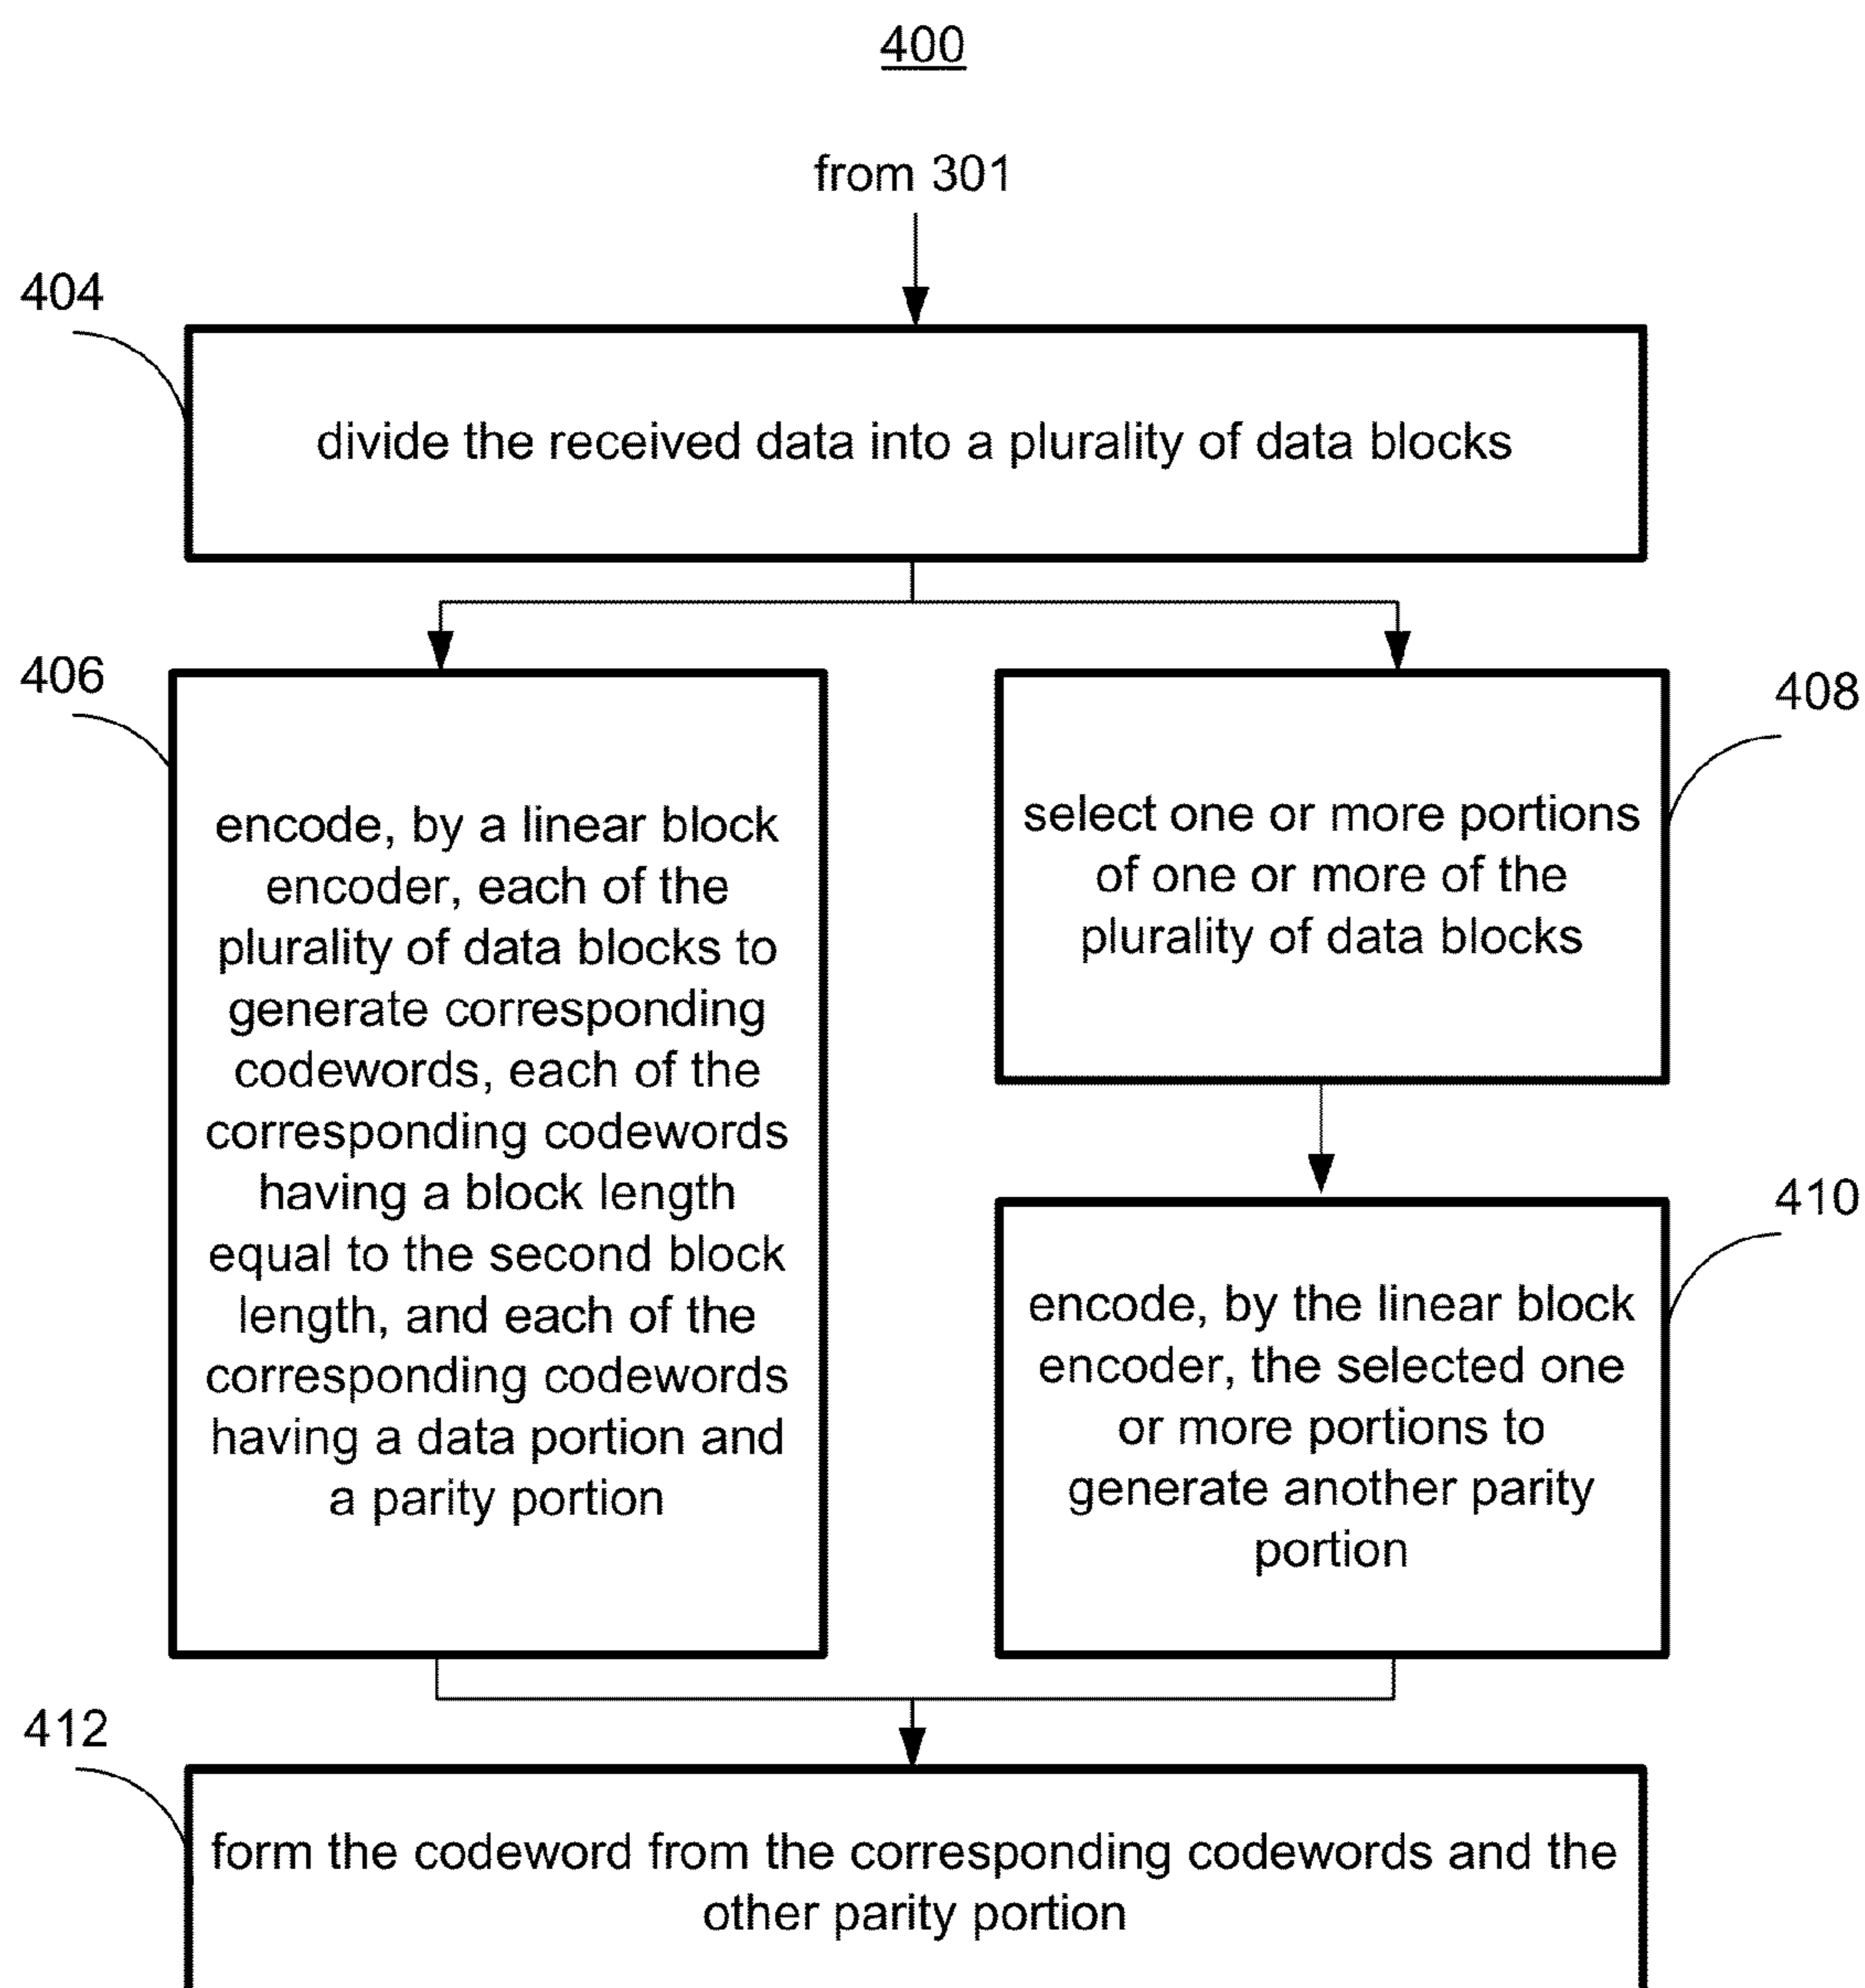 400
from 301
404
divide the received data into a plurality of data blocks
406
encode, by a linear block
encoder, each of the
plurality of data blocks to
generate corresponding
codewords, each of the
corresponding codewords
having a block length
equal to the second block
length, and each of the
corresponding codewords
having a data portion and
a parity portion
408
select one or more portions
of one or more of the
plurality of data blocks
410
encode, by the linear block
encoder, the selected one
or more portions to
generate another parity
portion
412
form the codeword from the corresponding codewords and the
other parity portion